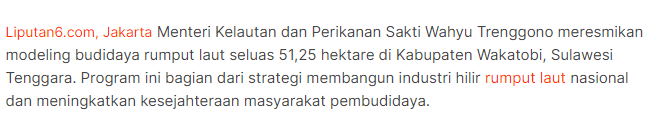 Liputan6.com, Jakarta Menteri Kelautan dan Perikanan Sakti Wahyu Trenggono meresmikan
modeling budidaya rumput laut seluas 51,25 hektare di Kabupaten Wakatobi, Sulawesi
Tenggara. Program ini bagian dari strategi membangun industri hilir rumput laut nasional
dan meningkatkan kesejahteraan masyarakat pembudidaya.